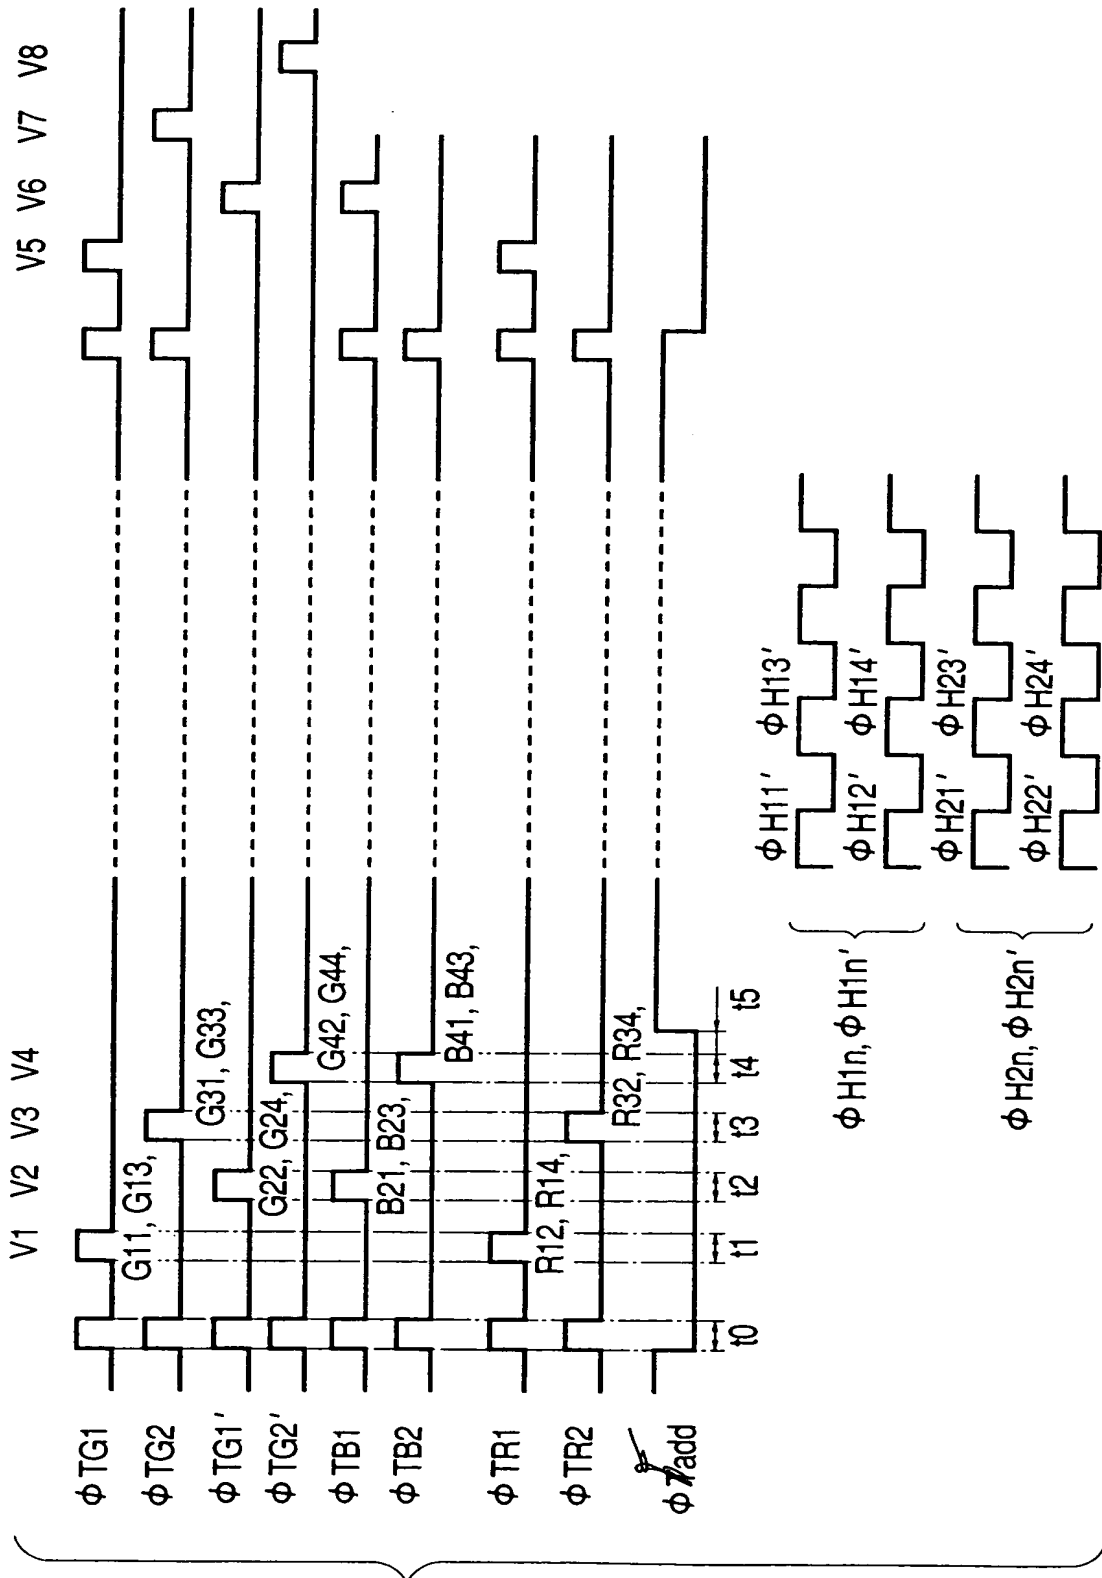 V1 V2 V3 V4 V5 V6 V7 V8
φTG1
G11, G13,
φTG2
G31, G33,
φTG1′
G22, G24,
φTG2′
G42, G44,
φTB1
B21, B23,
φTB2
B41, B43,
φTR1
R12, R14,
φTR2
R32, R34,
add
t0 t1 t2 t3 t4 t5
φH1n, φH1n′
φH11′ φH13′
φH12′ φH14′
φH2n, φH2n′
φH21′ φH23′
φH22′ φH24′